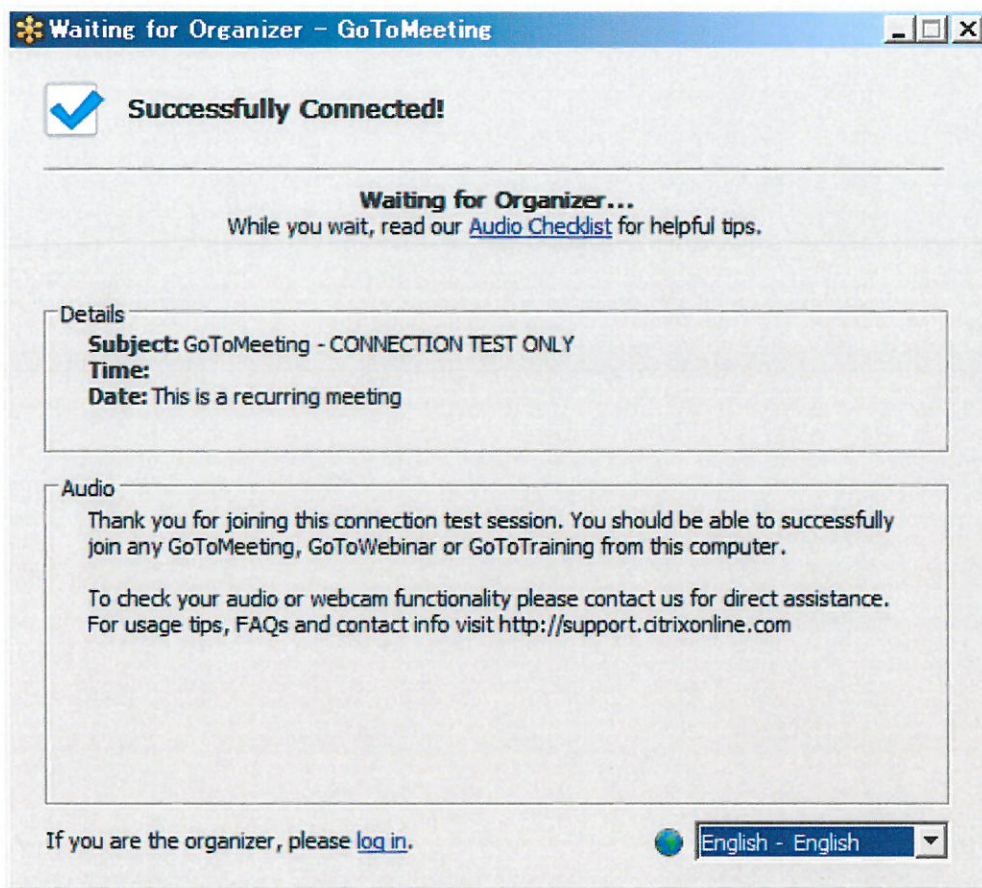 Waiting for Organizer - GoToMeeting
Successfully Connected!
Waiting for Organizer...
While you wait, read our Audio Checklist for helpful tips.
Details
Subject: GoToMeeting - CONNECTION TEST ONLY
Time:
Date: This is a recurring meeting
Audio
Thank you for joining this connection test session. You should be able to successfully
join any GoToMeeting, GoToWebinar or GoToTraining from this computer.
To check your audio or webcam functionality please contact us for direct assistance.
For usage tips, FAQs and contact info visit http://support.citrixonline.com
If you are the organizer, please log in.
English - English